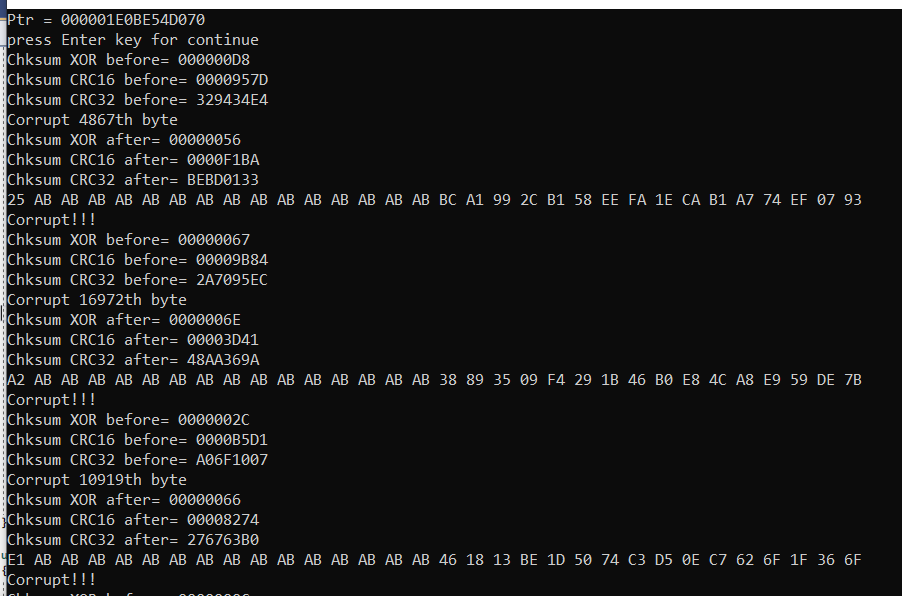 Ptr = 000001E0BE54D070
press Enter key for continue
Chksum XOR before= 000000D8
Chksum CRC16 before= 0000957D
Chksum CRC32 before= 329434E4
Corrupt 4867th byte
Chksum XOR after= 00000056
Chksum CRC16 after= 0000F1BA
Chksum CRC32 after= BEBD0133
25 AB AB AB AB AB AB AB AB AB AB AB AB AB AB AB BC A1 99 2C B1 58 EE FA 1E CA B1 A7 74 EF 07 93
Corrupt!!!
Chksum XOR before= 00000067
Chksum CRC16 before= 00009B84
Chksum CRC32 before= 2A7095EC
Corrupt 16972th byte
Chksum XOR after= 0000006E
Chksum CRC16 after= 00003D41
Chksum CRC32 after= 48AA369A
A2 AB AB AB AB AB AB AB AB AB AB AB AB AB AB AB 38 89 35 09 F4 29 1B 46 B0 E8 4C A8 E9 59 DE 7B
Corrupt!!!
Chksum XOR before= 0000002C
Chksum CRC16 before= 0000B5D1
Chksum CRC32 before= A06F1007
Corrupt 10919th byte
Chksum XOR after= 00000066
Chksum CRC16 after= 00008274
Chksum CRC32 after= 276763B0
E1 AB AB AB AB AB AB AB AB AB AB AB AB AB AB AB 46 18 13 BE 1D 50 74 C3 D5 0E C7 62 6F 1F 36 6F
Corrupt!!!